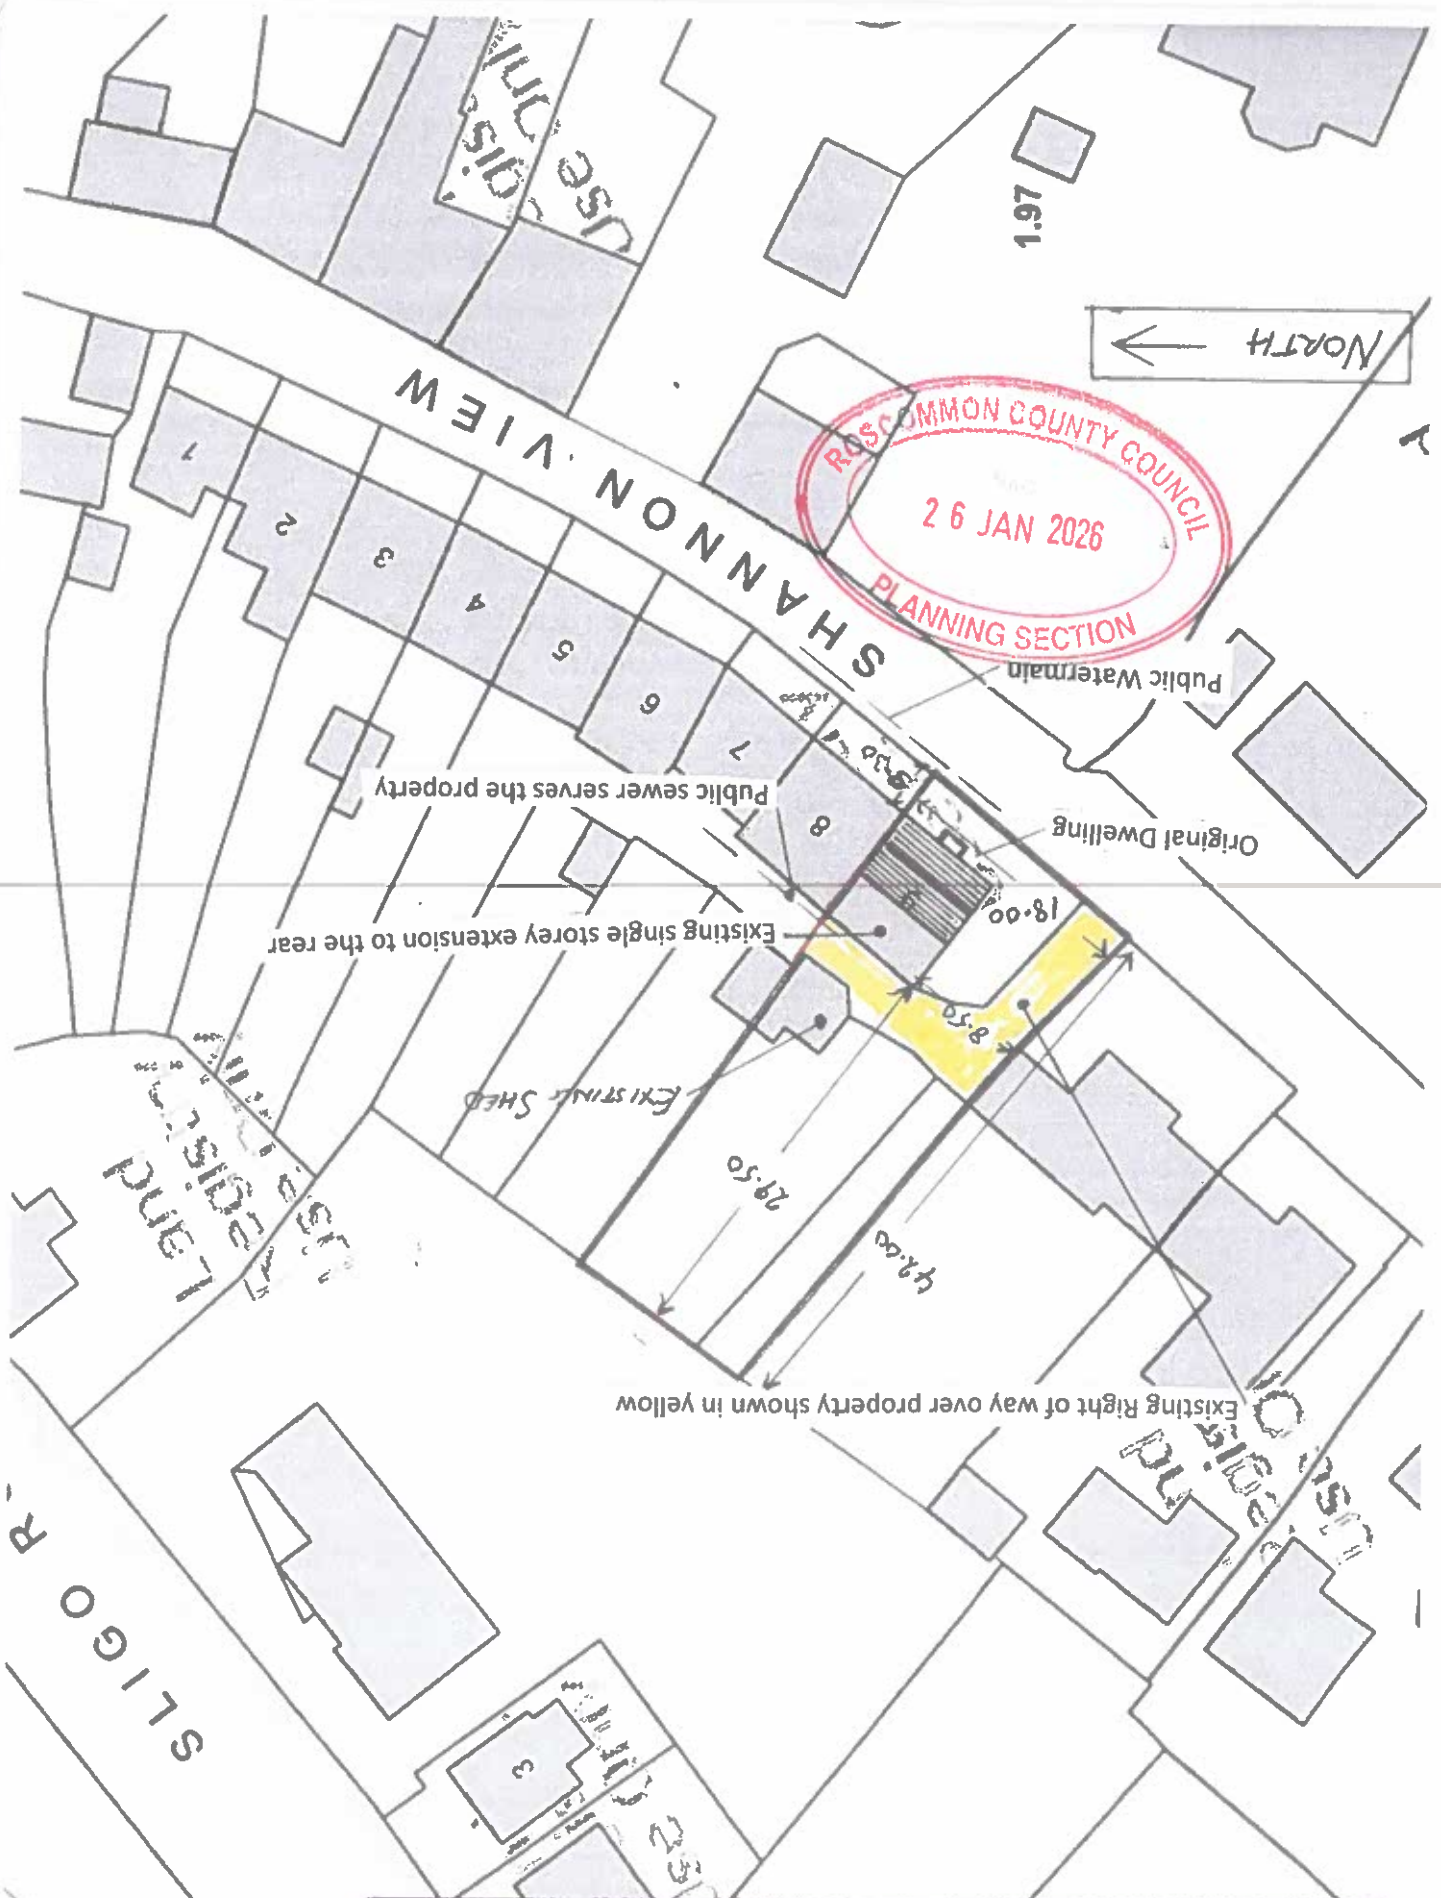 NORTH
1.97
ROSCOMMON COUNTY COUNCIL
26 JAN 2026
PLANNING SECTION
SHANNON VIEW
1
2
3
4
5
6
7
8
9
Public Watermain
Public sewer serves the property
Original Dwelling
Existing single storey extension to the rear
18.00
8.50
EXISTING SHED
29.50
42.00
Existing Right of way over property shown in yellow
Land
Use
SLIGO R
3